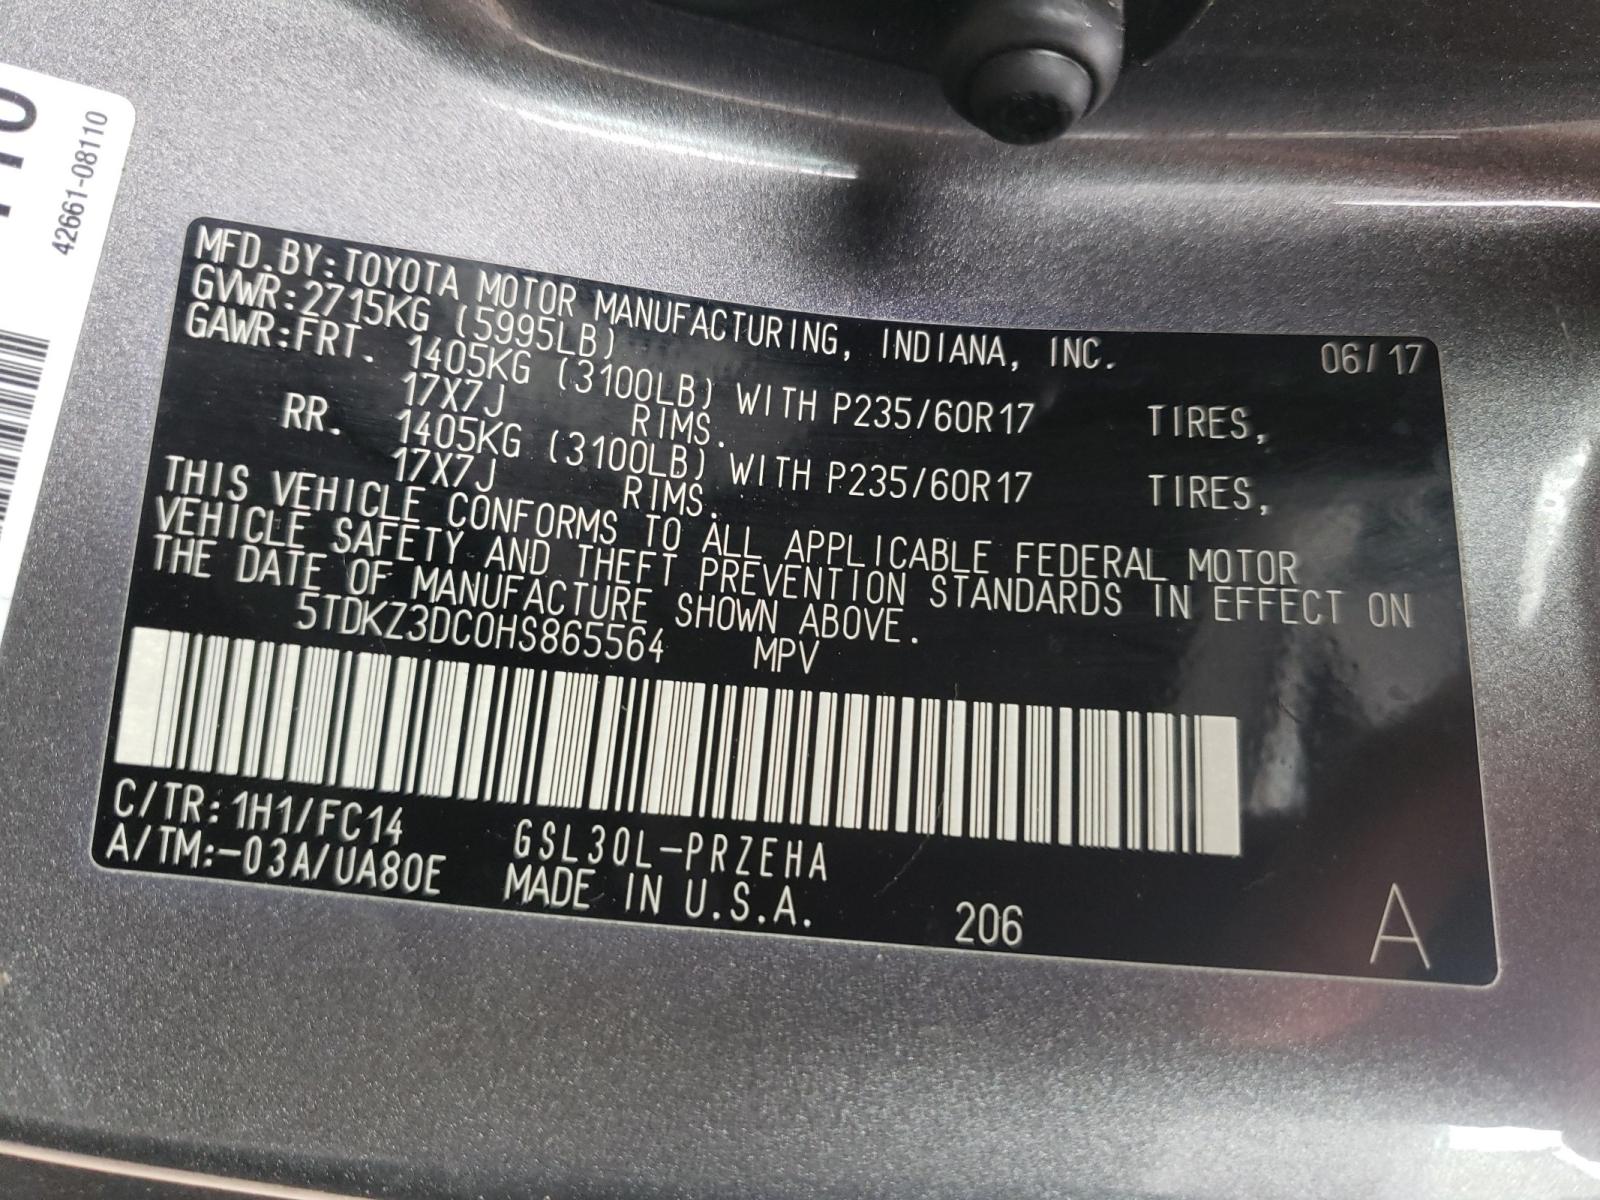 110
42661-08110
MFD.BY:TOYOTA MOTOR MANUFACTURING, INDIANA, INC. 06/17
GVWR:2715KG (5995LB)
GAWR:FRT. 1405KG (3100LB) WITH P235/60R17 TIRES,
17X7J RIMS.
RR. 1405KG (3100LB) WITH P235/60R17 TIRES,
17X7J RIMS.
THIS VEHICLE CONFORMS TO ALL APPLICABLE FEDERAL MOTOR
VEHICLE SAFETY AND THEFT PREVENTION STANDARDS IN EFFECT ON
THE DATE OF MANUFACTURE SHOWN ABOVE.
5TDKZ3DC0HS865564 MPV
C/TR:1H1/FC14 GSL30L-PRZEHA
A/TM:-03A/UA80E MADE IN U.S.A. 206 A